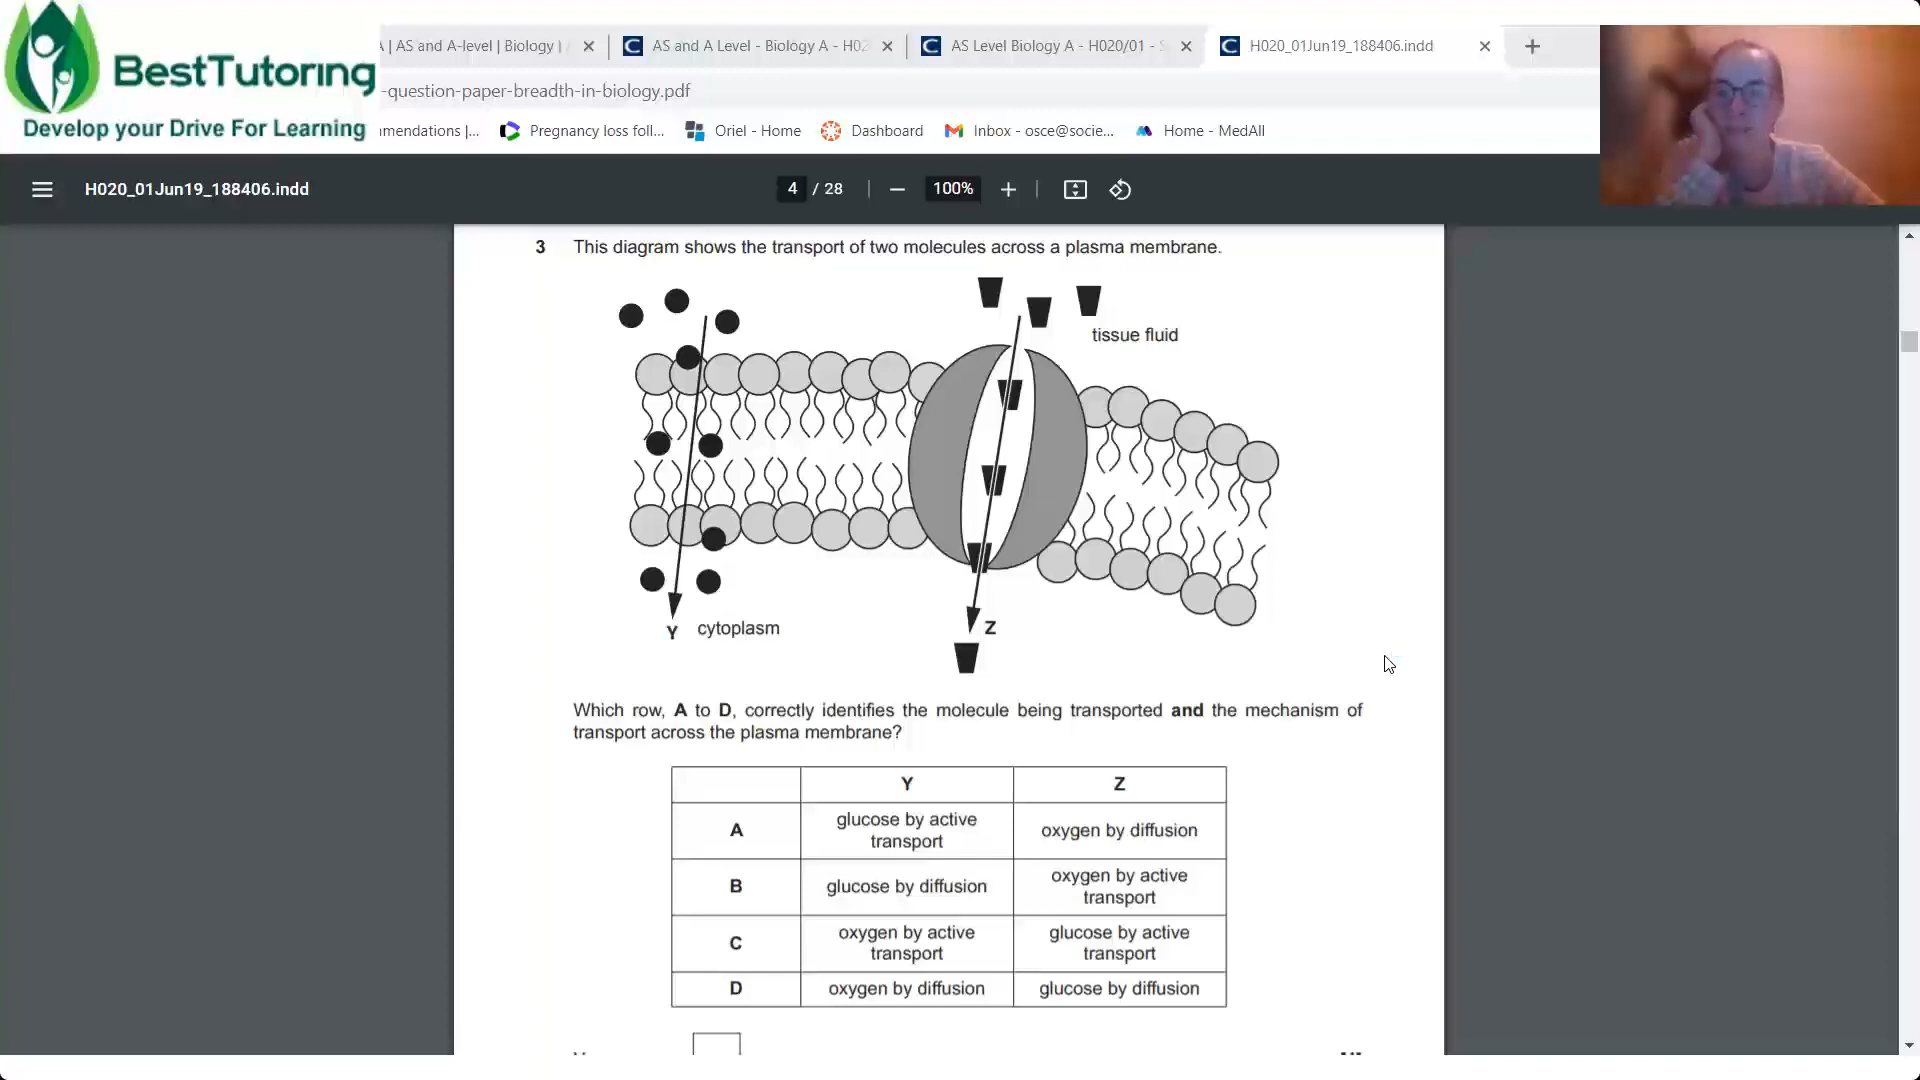 BestTutoring
Develop your Drive For Learning
| AS and A-level | Biology |
AS and A Level - Biology A - H02
AS Level Biology A - H020/01 -
H020_01Jun19_188406.indd
-question-paper-breadth-in-biology.pdf
mendations |...
Pregnancy loss foll...
Oriel - Home
Dashboard
Inbox - osce@socie...
Home - MedAll
H020_01Jun19_188406.indd
4 / 28
100%
3 This diagram shows the transport of two molecules across a plasma membrane.
tissue fluid
Y cytoplasm
Z
Which row, A to D, correctly identifies the molecule being transported and the mechanism of
transport across the plasma membrane?
Y Z
A glucose by active transport oxygen by diffusion
B glucose by diffusion oxygen by active transport
C oxygen by active transport glucose by active transport
D oxygen by diffusion glucose by diffusion